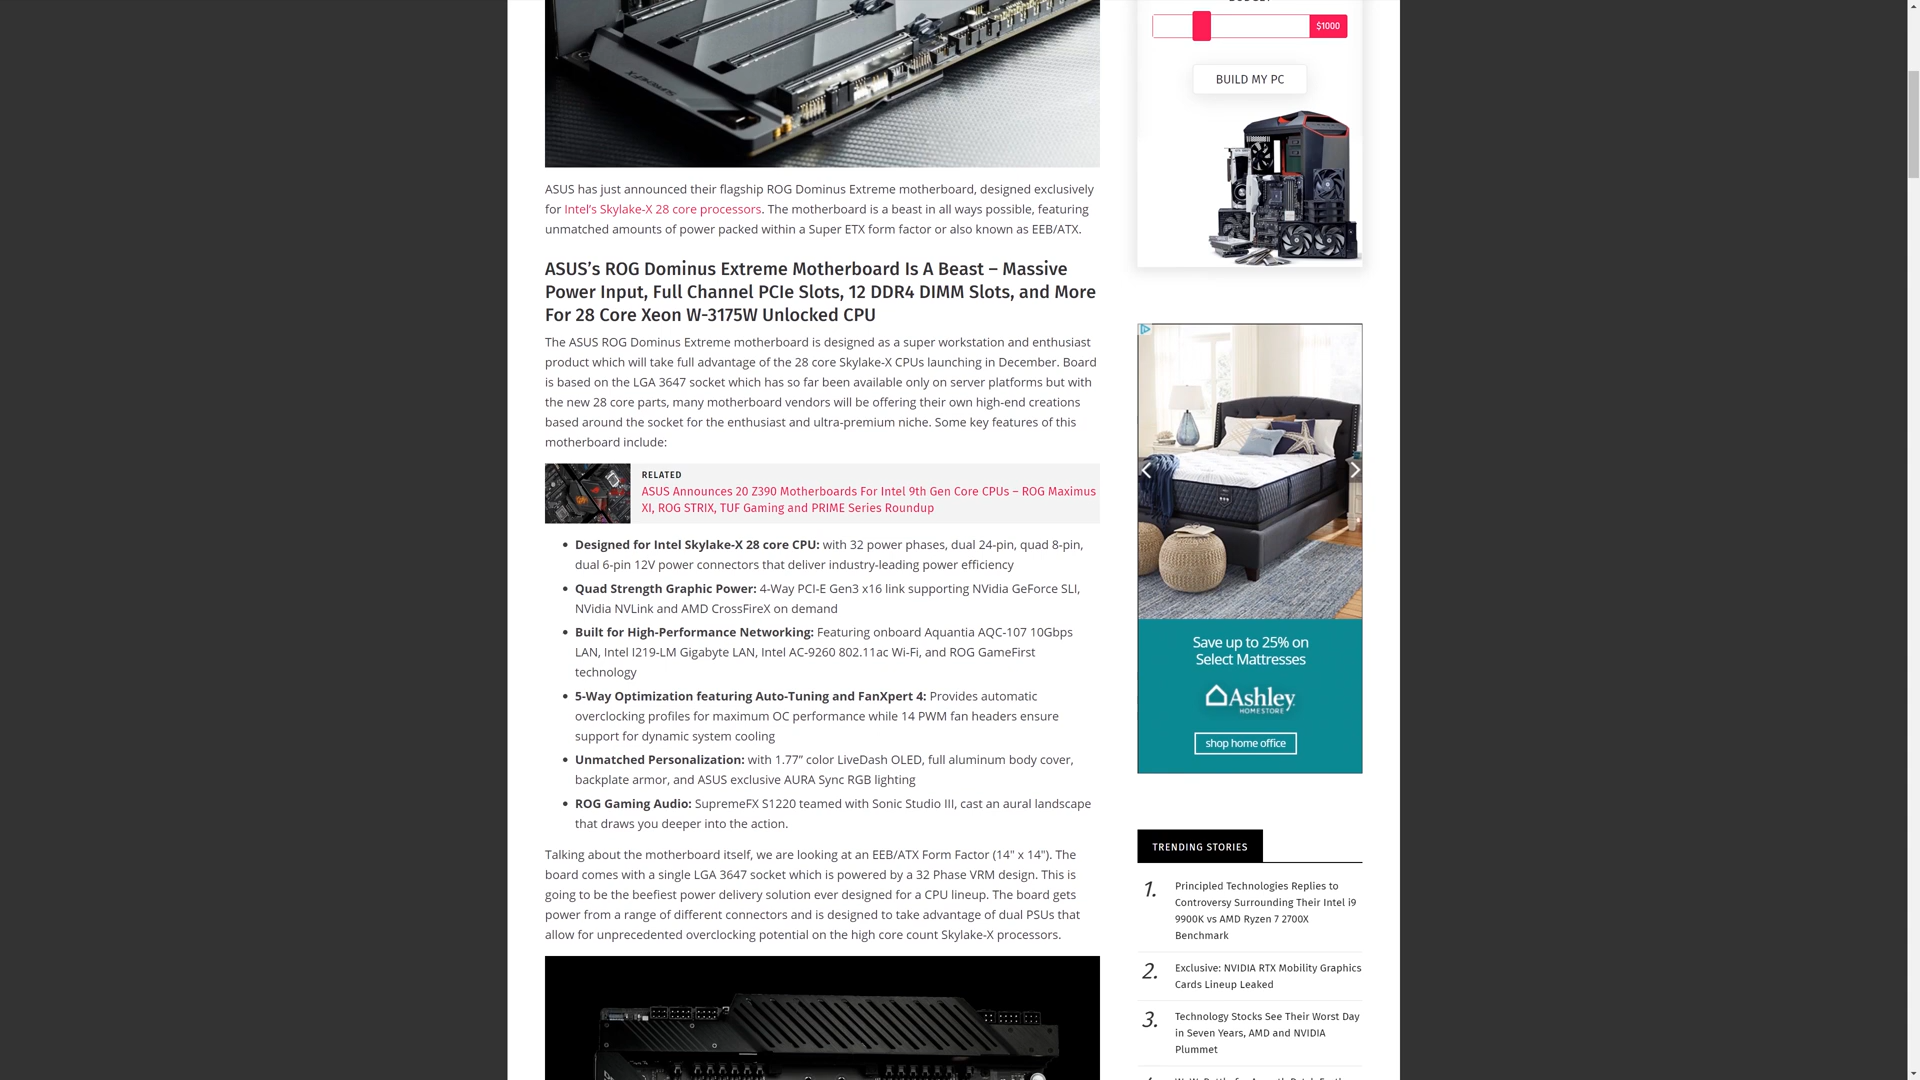 $1000
BUILD MY PC
ASUS has just announced their flagship ROG Dominus Extreme motherboard, designed exclusively
for Intel’s Skylake-X 28 core processors. The motherboard is a beast in all ways possible, featuring
unmatched amounts of power packed within a Super ETX form factor or also known as EEB/ATX.
ASUS’s ROG Dominus Extreme Motherboard Is A Beast – Massive
Power Input, Full Channel PCIe Slots, 12 DDR4 DIMM Slots, and More
For 28 Core Xeon W-3175W Unlocked CPU
The ASUS ROG Dominus Extreme motherboard is designed as a super workstation and enthusiast
product which will take full advantage of the 28 core Skylake-X CPUs launching in December. Board
is based on the LGA 3647 socket which has so far been available only on server platforms but with
the new 28 core parts, many motherboard vendors will be offering their own high-end creations
based around the socket for the enthusiast and ultra-premium niche. Some key features of this
motherboard include:
RELATED
ASUS Announces 20 Z390 Motherboards For Intel 9th Gen Core CPUs – ROG Maximus
XI, ROG STRIX, TUF Gaming and PRIME Series Roundup
• Designed for Intel Skylake-X 28 core CPU: with 32 power phases, dual 24-pin, quad 8-pin,
dual 6-pin 12V power connectors that deliver industry-leading power efficiency
• Quad Strength Graphic Power: 4-Way PCI-E Gen3 x16 link supporting NVidia GeForce SLI,
NVidia NVLink and AMD CrossFireX on demand
• Built for High-Performance Networking: Featuring onboard Aquantia AQC-107 10Gbps
LAN, Intel I219-LM Gigabyte LAN, Intel AC-9260 802.11ac Wi-Fi, and ROG GameFirst
technology
• 5-Way Optimization featuring Auto-Tuning and FanXpert 4: Provides automatic
overclocking profiles for maximum OC performance while 14 PWM fan headers ensure
support for dynamic system cooling
• Unmatched Personalization: with 1.77” color LiveDash OLED, full aluminum body cover,
backplate armor, and ASUS exclusive AURA Sync RGB lighting
• ROG Gaming Audio: SupremeFX S1220 teamed with Sonic Studio III, cast an aural landscape
that draws you deeper into the action.
Talking about the motherboard itself, we are looking at an EEB/ATX Form Factor (14" x 14"). The
board comes with a single LGA 3647 socket which is powered by a 32 Phase VRM design. This is
going to be the beefiest power delivery solution ever designed for a CPU lineup. The board gets
power from a range of different connectors and is designed to take advantage of dual PSUs that
allow for unprecedented overclocking potential on the high core count Skylake-X processors.
Save up to 25% on
Select Mattresses
Ashley
HOMESTORE
shop home office
TRENDING STORIES
1. Principled Technologies Replies to
Controversy Surrounding Their Intel i9
9900K vs AMD Ryzen 7 2700X
Benchmark
2. Exclusive: NVIDIA RTX Mobility Graphics
Cards Lineup Leaked
3. Technology Stocks See Their Worst Day
in Seven Years, AMD and NVIDIA
Plummet